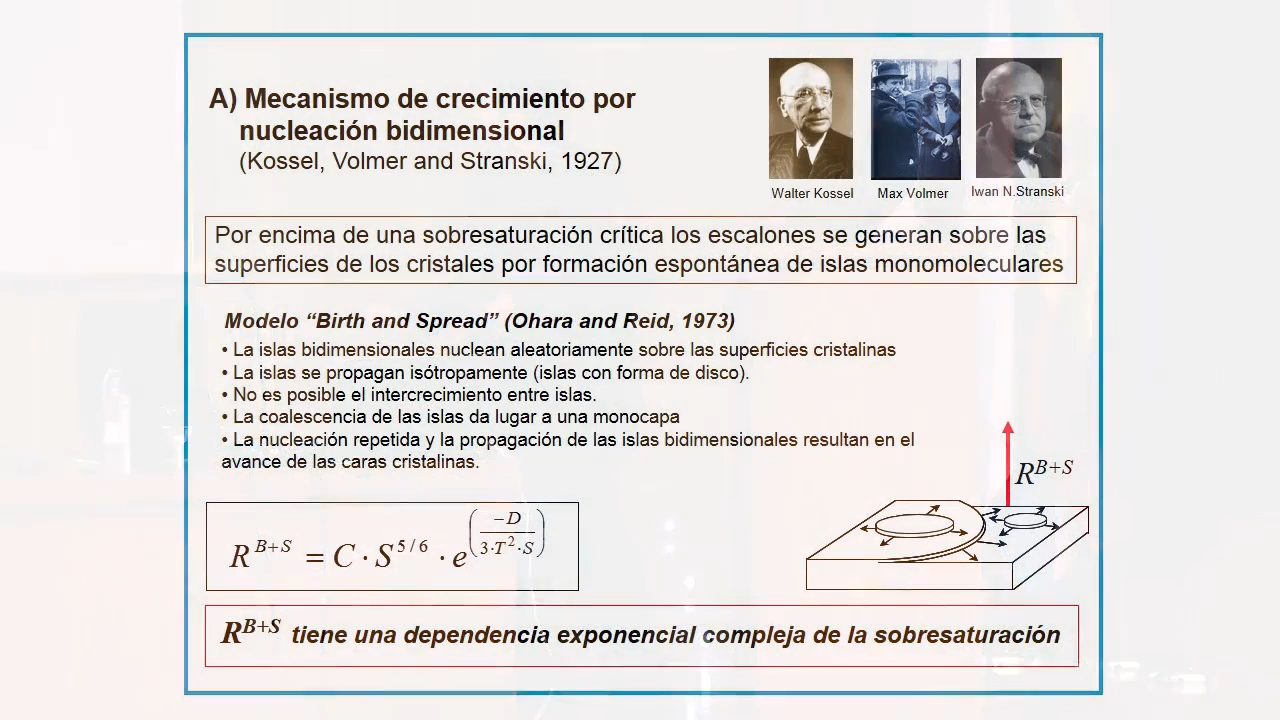 A) Mecanismo de crecimiento por
nucleación bidimensional
(Kossel, Volmer and Stranski, 1927)
Walter Kossel
Max Volmer
Iwan N.Stranski
Por encima de una sobresaturación crítica los escalones se generan sobre las
superficies de los cristales por formación espontánea de islas monomoleculares
Modelo “Birth and Spread” (Ohara and Reid, 1973)
• La islas bidimensionales nuclean aleatoriamente sobre las superficies cristalinas
• La islas se propagan isótropamente (islas con forma de disco).
• No es posible el intercrecimiento entre islas.
• La coalescencia de las islas da lugar a una monocapa
• La nucleación repetida y la propagación de las islas bidimensionales resultan en el
avance de las caras cristalinas.
R^{B+S}
R^{B+S} = C · S^{5/6} · e^{(-D / 3·T^2·S)}
R^{B+S} tiene una dependencia exponencial compleja de la sobresaturación